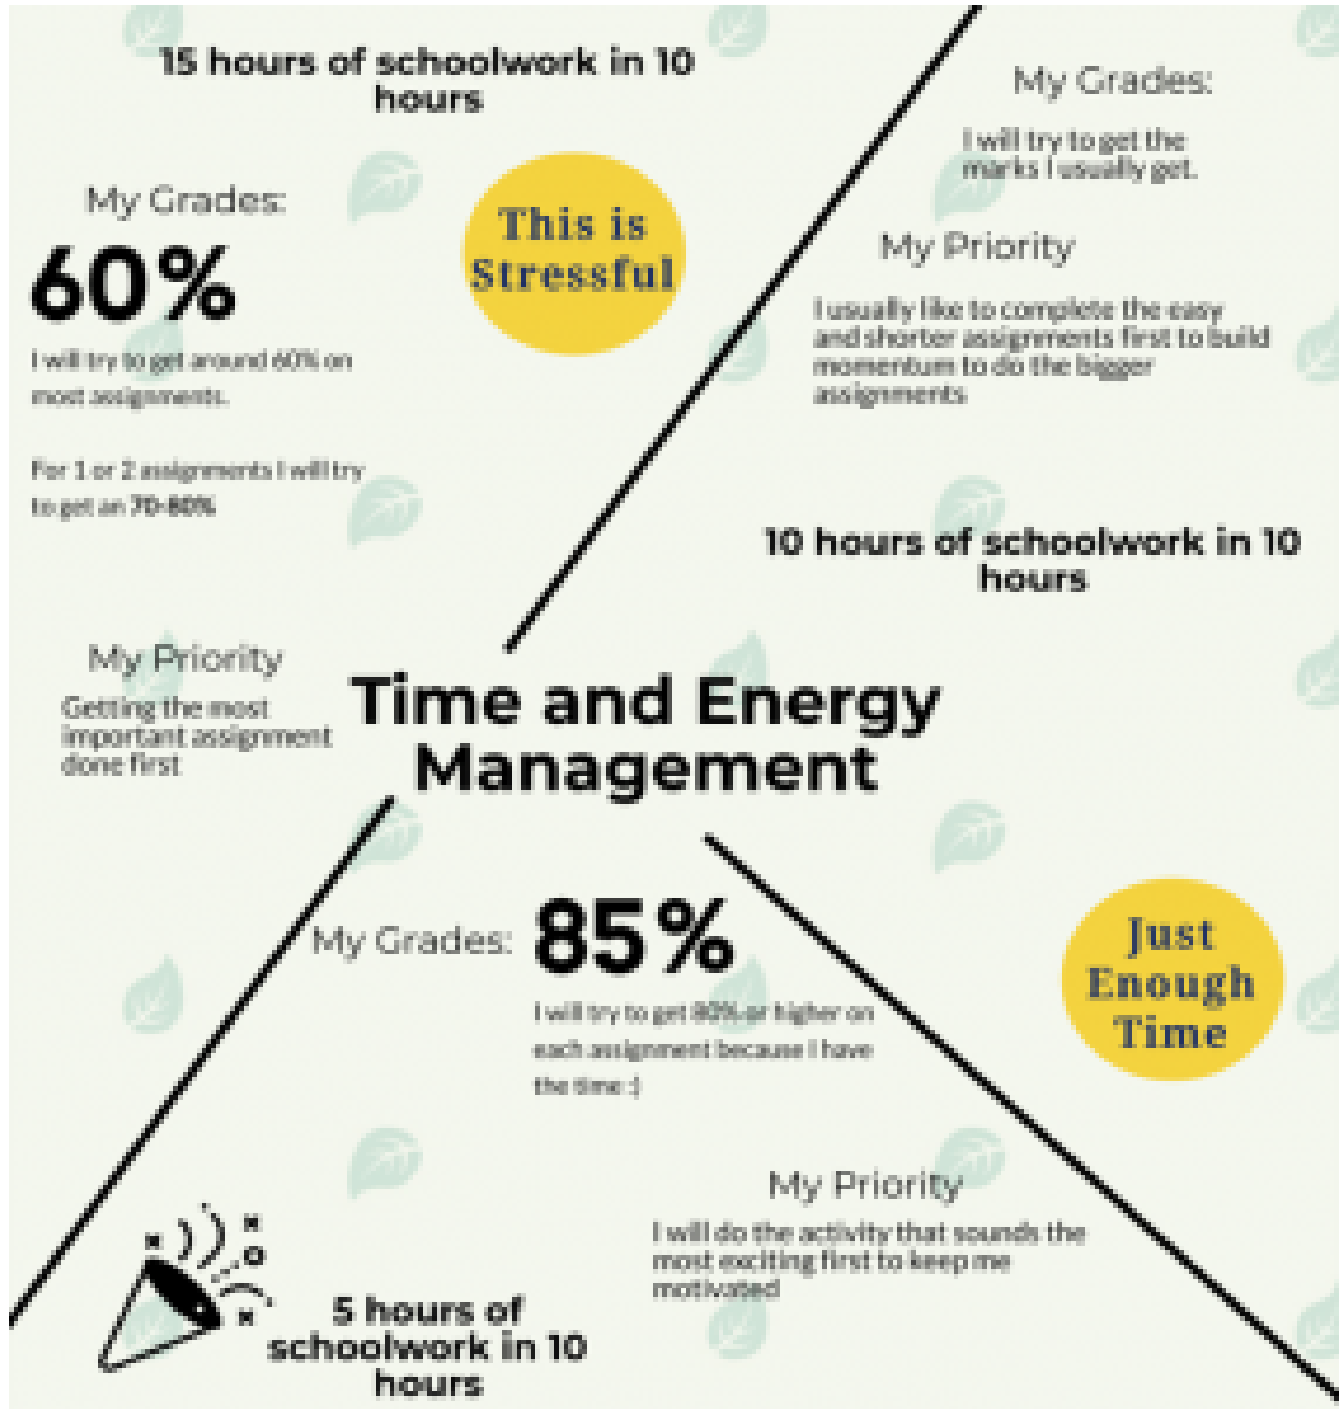 15 hours of schoolwork in 10
hours
My Grades:
60%
I will try to get around 60% on
most assignments.
For 1 or 2 assignments I will try
to get an 70-80%
This is
Stressful
My Priority
Getting the most
important assignment
done first
My Grades:
I will try to get the
marks I usually get.
My Priority
I usually like to complete the easy
and shorter assignments first to build
momentum to do the bigger
assignments
10 hours of schoolwork in 10
hours
Just
Enough
Time
Time and Energy
Management
My Grades:
85%
I will try to get 80% or higher on
each assignment because I have
the time :)
My Priority
I will do the activity that sounds the
most exciting first to keep me
motivated
5 hours of
schoolwork in 10
hours